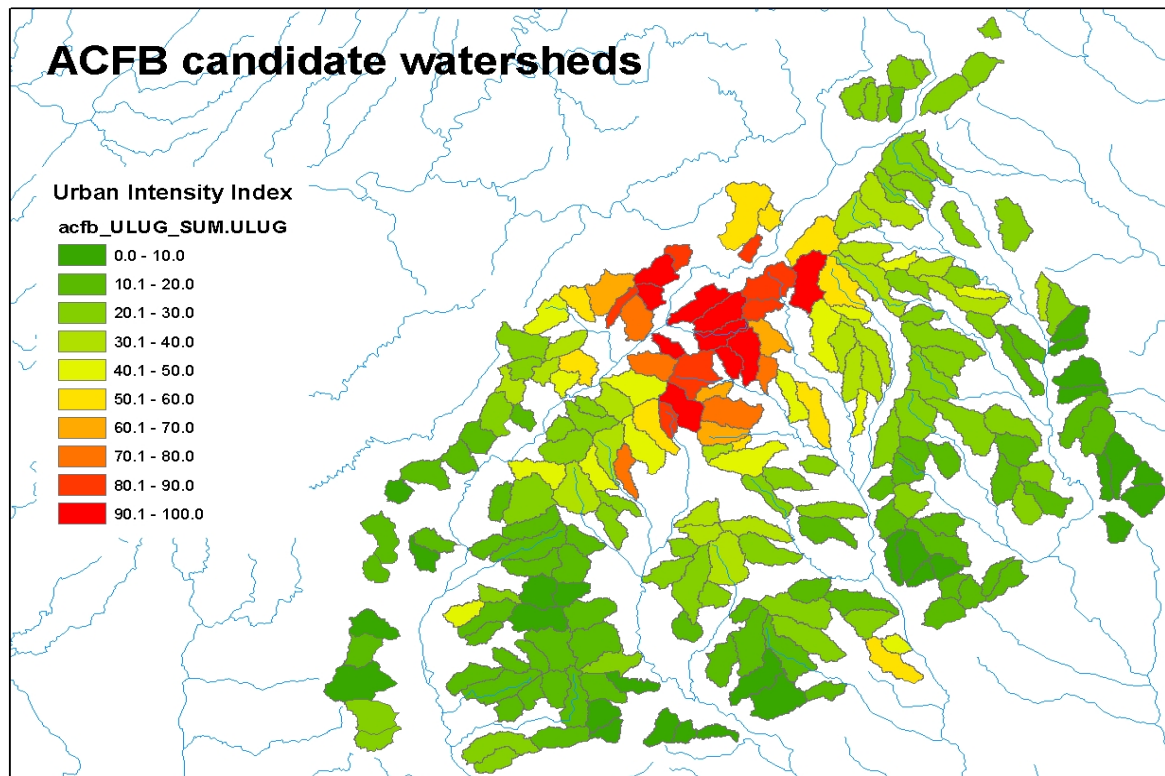 ACFB candidate watersheds
Urban Intensity Index
acfb_ULUG_SUM.ULUG
0.0 - 10.0
10.1 - 20.0
20.1 - 30.0
30.1 - 40.0
40.1 - 50.0
50.1 - 60.0
60.1 - 70.0
70.1 - 80.0
80.1 - 90.0
90.1 - 100.0